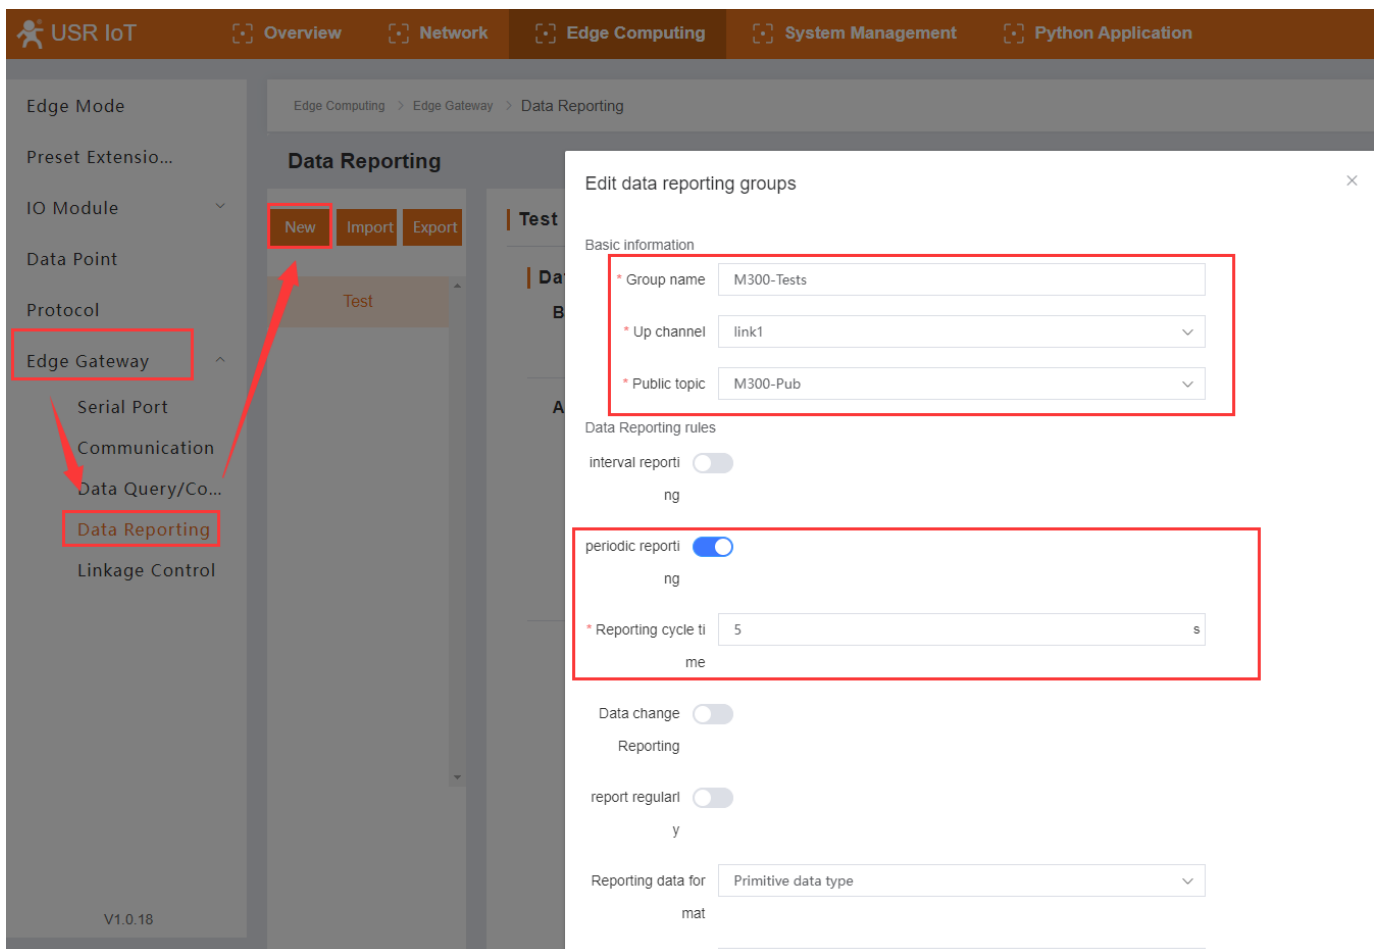 USR IoT
Overview
Network
Edge Computing
System Management
Python Application
Edge Mode
Preset Extensio...
IO Module
Data Point
Protocol
Edge Gateway
Serial Port
Communication
Data Query/Co...
Data Reporting
Linkage Control
V1.0.18
Edge Computing > Edge Gateway > Data Reporting
Data Reporting
New
Import
Export
Test
Test
Da
B
A
Edit data reporting groups
Basic information
* Group name M300-Tests
* Up channel link1
* Public topic M300-Pub
Data Reporting rules
interval reporti
ng
periodic reporti
ng
* Reporting cycle ti 5 s
me
Data change
Reporting
report regularl
y
Reporting data for Primitive data type
mat